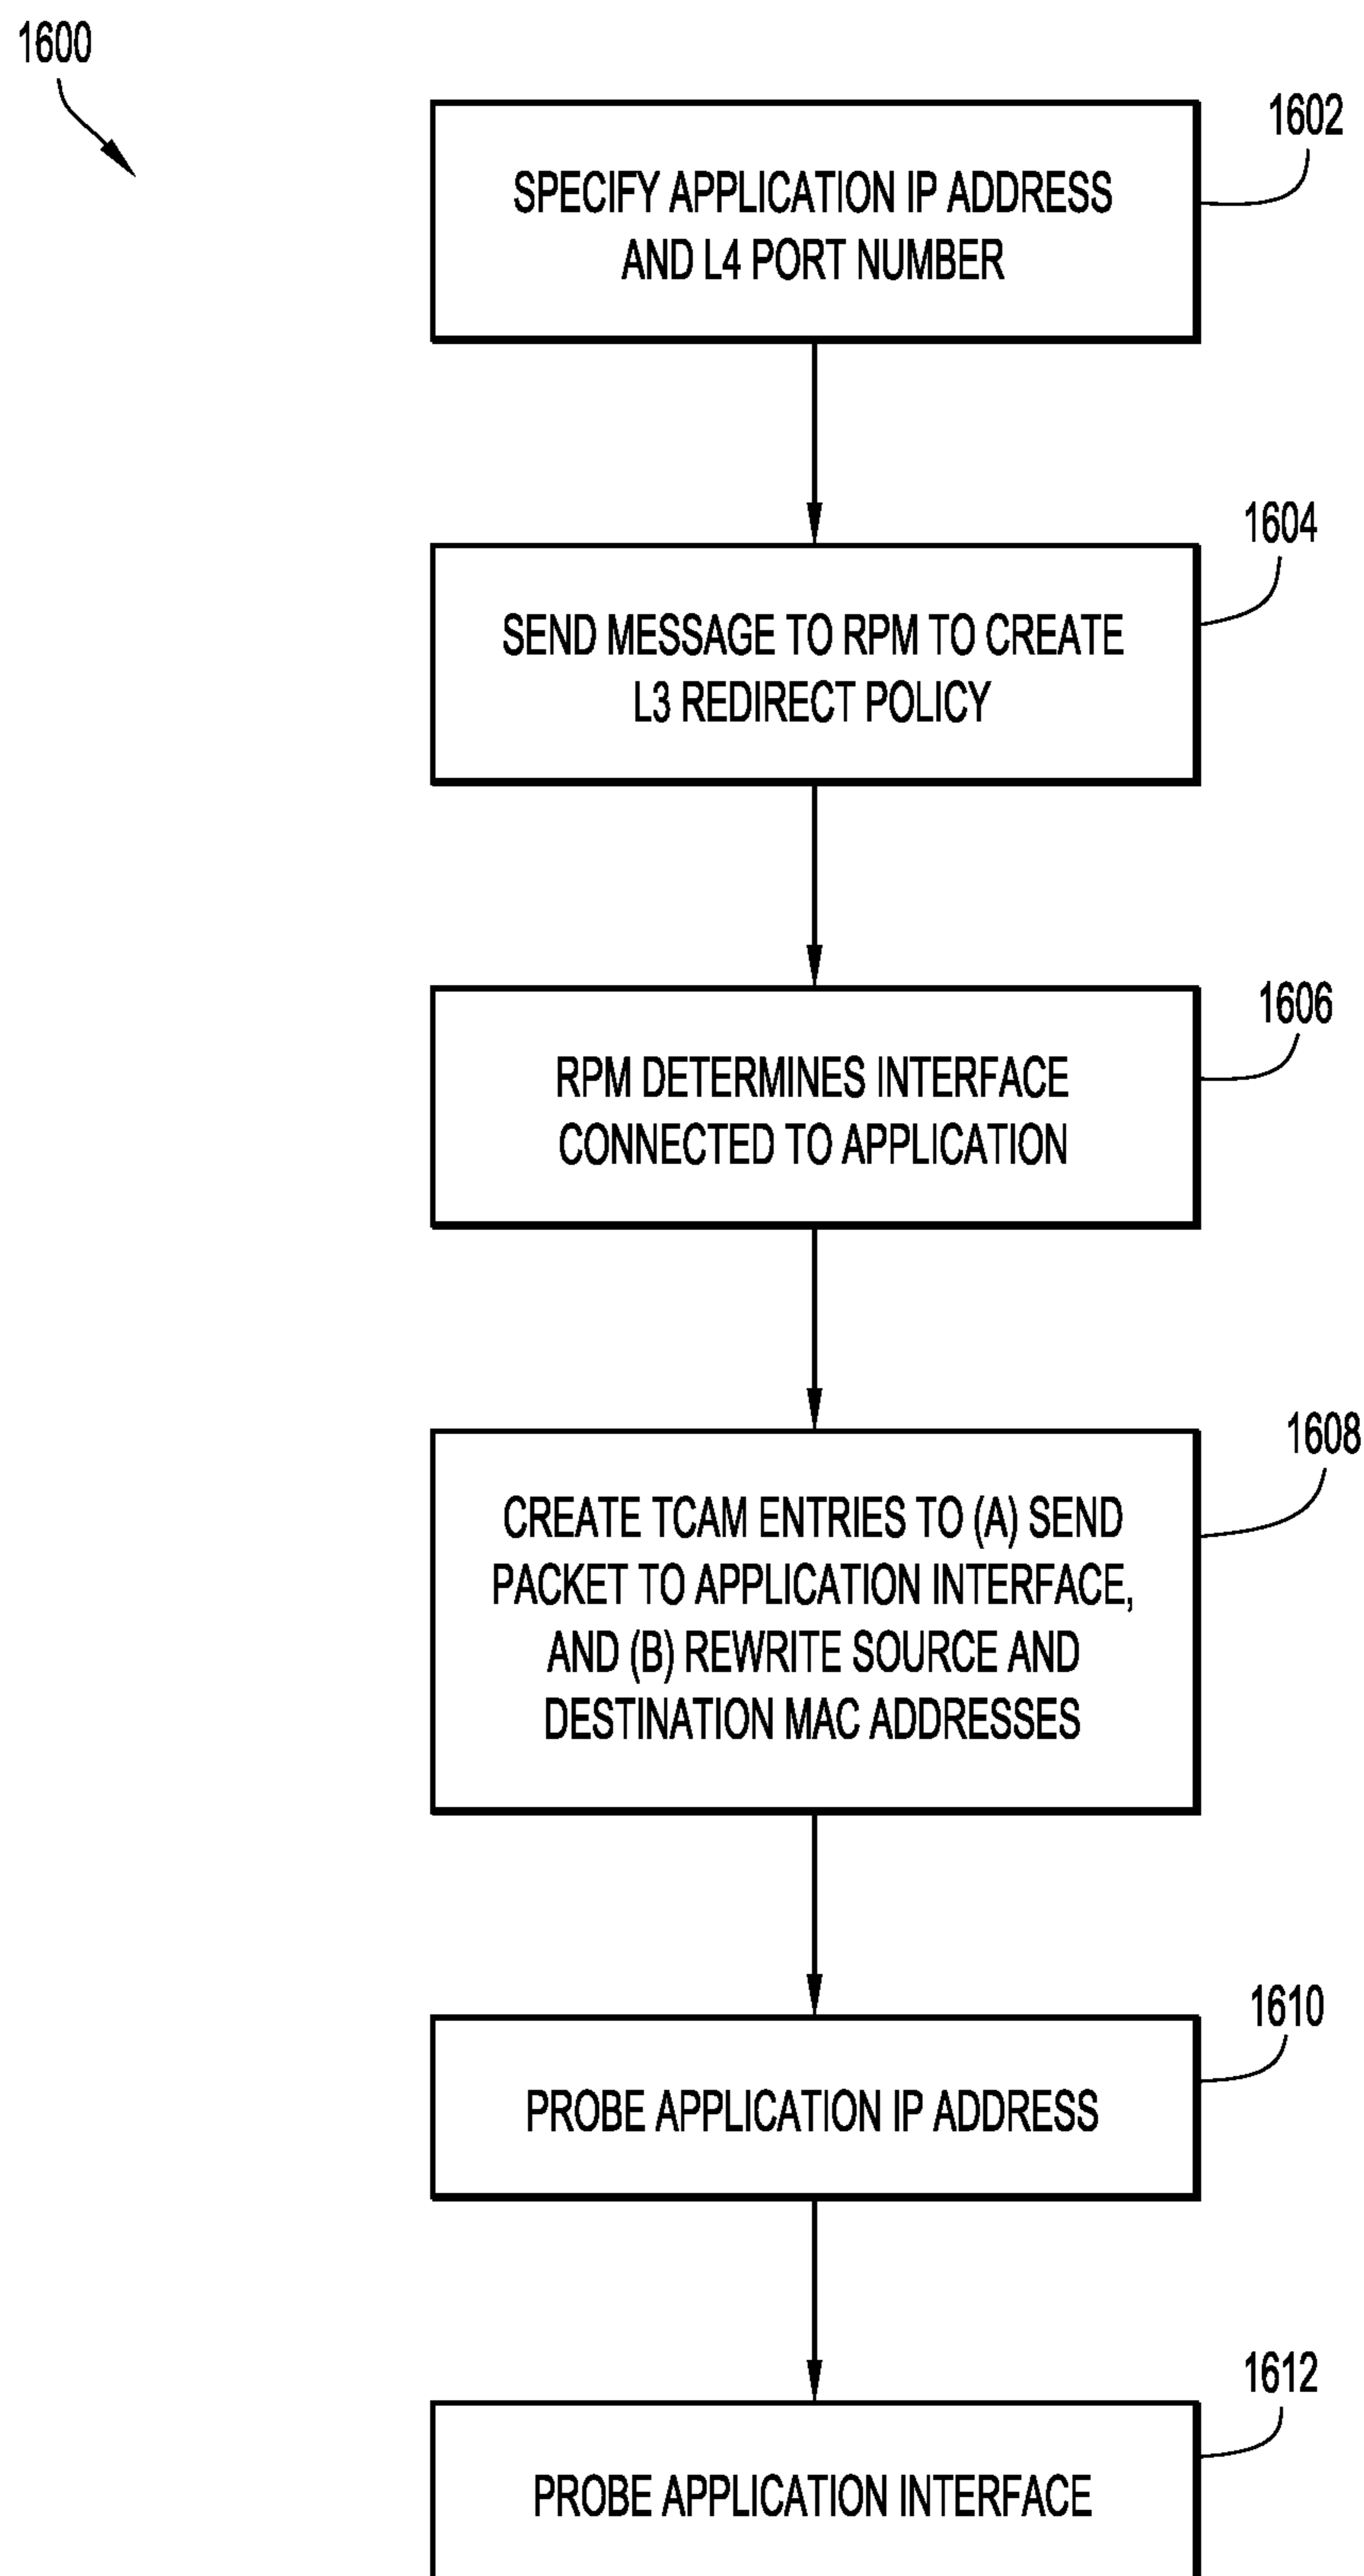 1600
1602
SPECIFY APPLICATION IP ADDRESS
AND L4 PORT NUMBER
1604
SEND MESSAGE TO RPM TO CREATE
L3 REDIRECT POLICY
1606
RPM DETERMINES INTERFACE
CONNECTED TO APPLICATION
1608
CREATE TCAM ENTRIES TO (A) SEND
PACKET TO APPLICATION INTERFACE,
AND (B) REWRITE SOURCE AND
DESTINATION MAC ADDRESSES
1610
PROBE APPLICATION IP ADDRESS
1612
PROBE APPLICATION INTERFACE